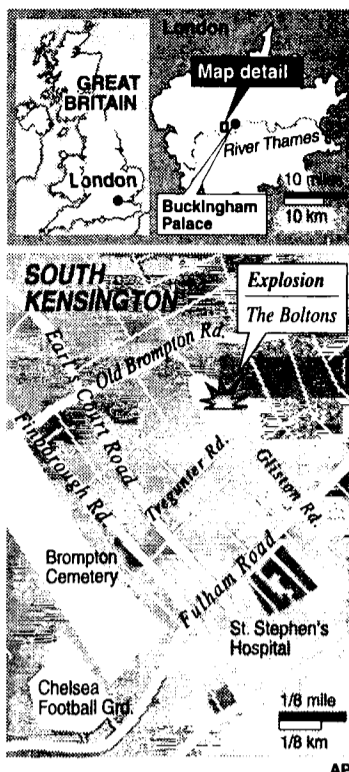 London
GREAT
BRITAIN
London
Map detail
River Thames
Buckingham
Palace
10 miles
10 km
SOUTH
KENSINGTON
Explosion
The Boltons
Old Brompton Rd.
Earl's Court Road
Finborough Rd.
Tregunter Rd.
Gliston Rd.
Fulham Road
Brompton
Cemetery
St. Stephen's
Hospital
Chelsea
Football Grd.
1/8 mile
1/8 km
AP